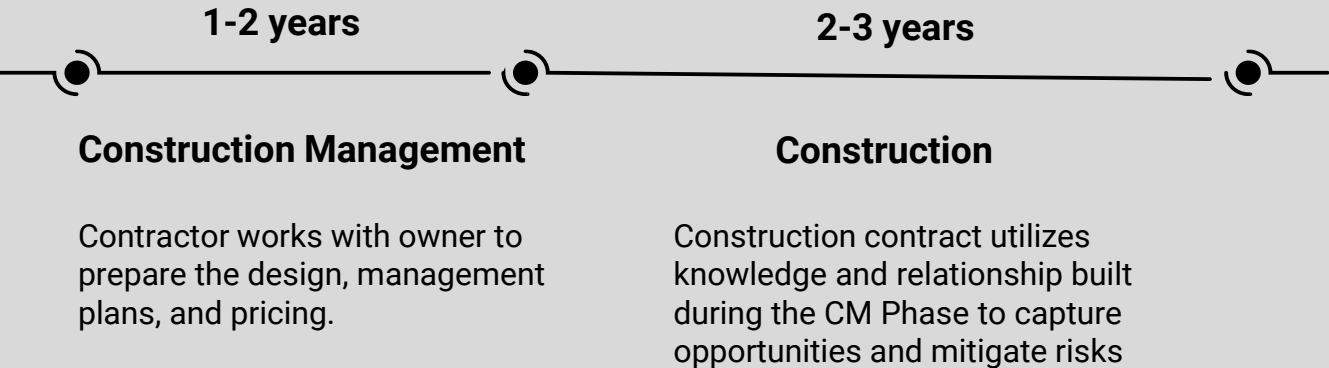 1-2 years
2-3 years
Construction Management
Construction
Contractor works with owner to
prepare the design, management
plans, and pricing.
Construction contract utilizes
knowledge and relationship built
during the CM Phase to capture
opportunities and mitigate risks